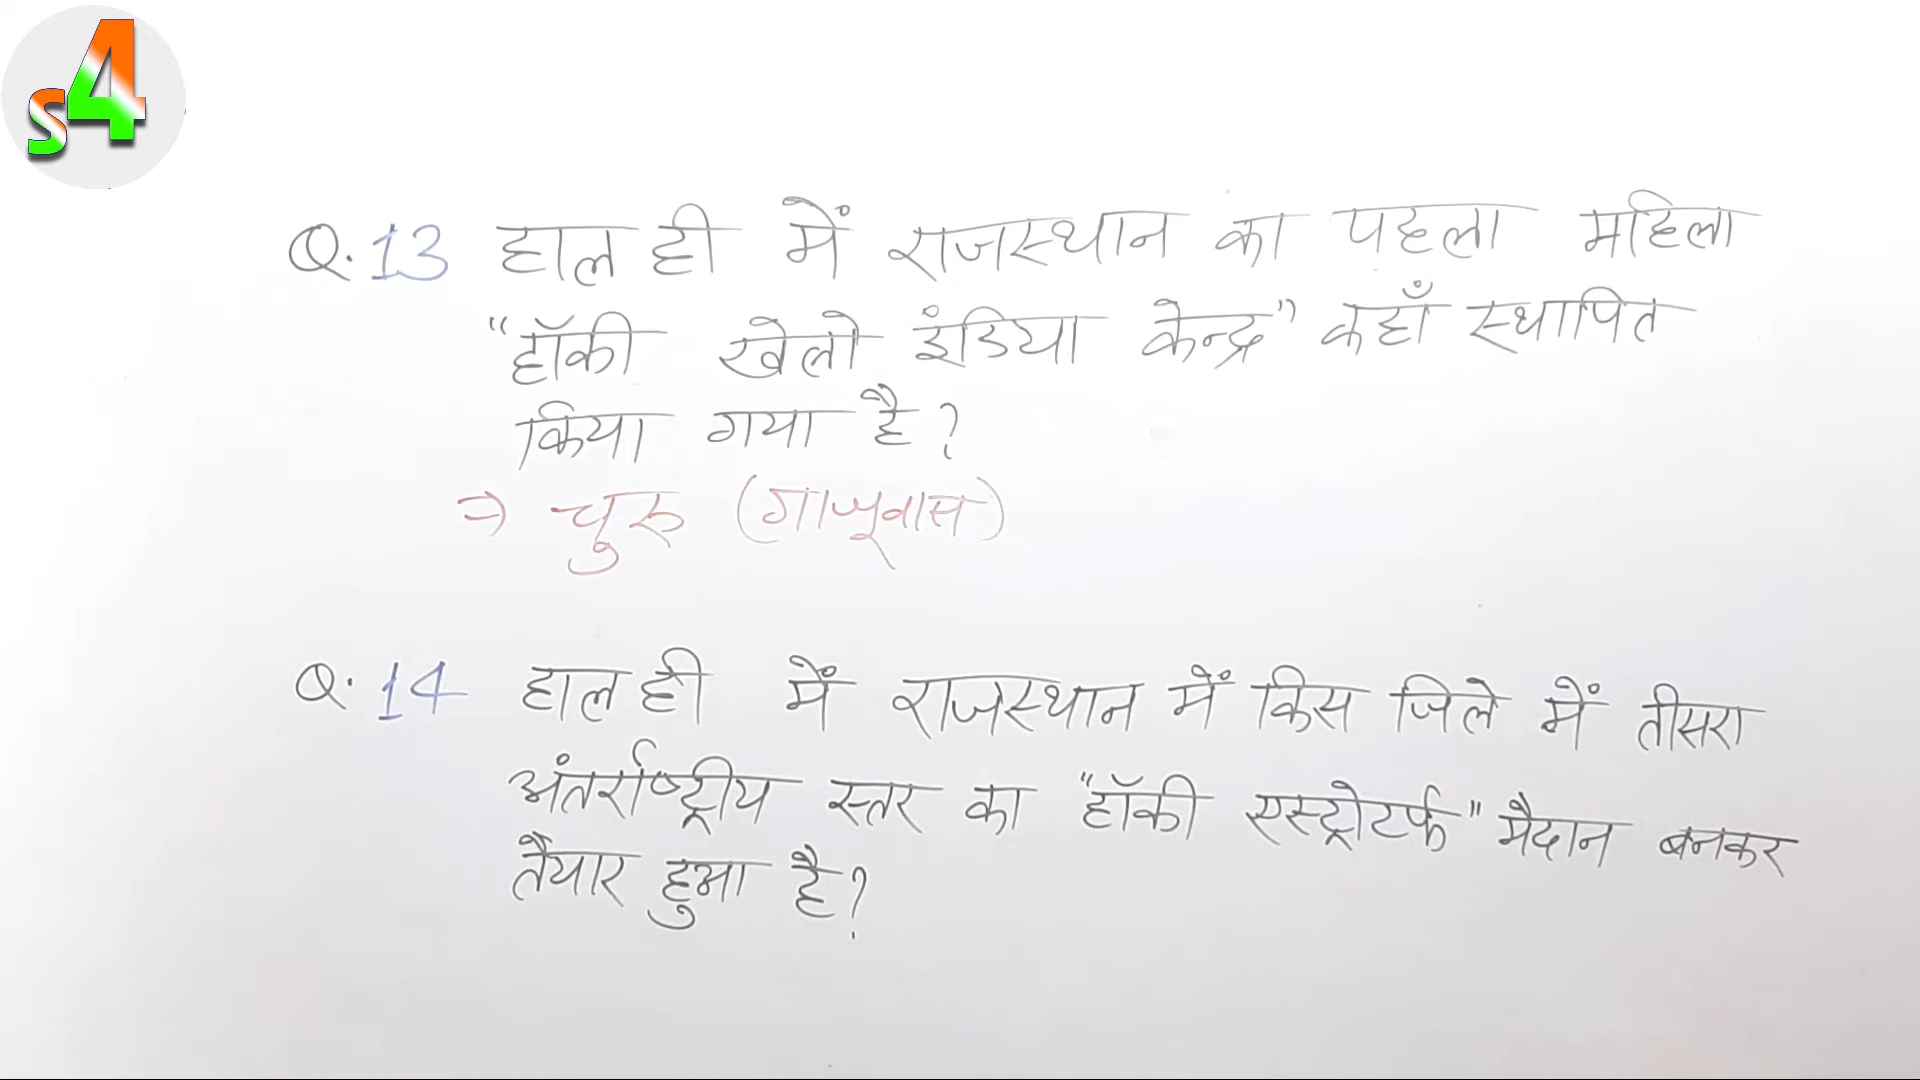 S4
Q. 13 हाल ही में राजस्थान का पहला महिला
"हॉकी खेलो इंडिया केन्द्र" कहाँ स्थापित
किया गया है?
⇒ चुरू (गाजूवास)
Q. 14 हाल ही में राजस्थान में किस जिले में तीसरा
अंतर्राष्ट्रीय स्तर का "हॉकी एस्ट्रोटर्फ" मैदान बनकर
तैयार हुआ है?